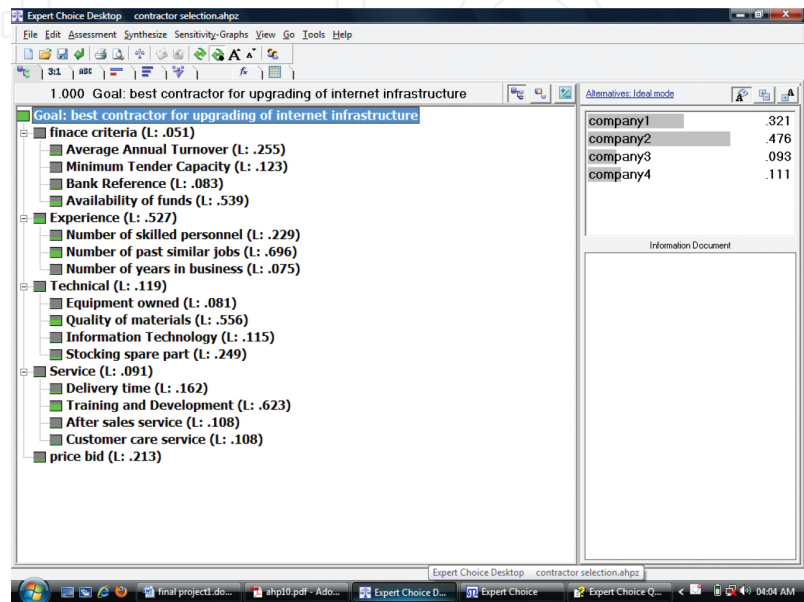 Expert Choice Desktop contractor selection.ahpz
File Edit Assessment Synthesize Sensitivity-Graphs View Go Tools Help
3:1 ABC
1.000 Goal: best contractor for upgrading of internet infrastructure
Alternatives: Ideal mode
Goal: best contractor for upgrading of internet infrastructure
finace criteria (L: .051)
Average Annual Turnover (L: .255)
Minimum Tender Capacity (L: .123)
Bank Reference (L: .083)
Availability of funds (L: .539)
Experience (L: .527)
Number of skilled personnel (L: .229)
Number of past similar jobs (L: .696)
Number of years in business (L: .075)
Technical (L: .119)
Equipment owned (L: .081)
Quality of materials (L: .556)
Information Technology (L: .115)
Stocking spare part (L: .249)
Service (L: .091)
Delivery time (L: .162)
Training and Development (L: .623)
After sales service (L: .108)
Customer care service (L: .108)
price bid (L: .213)
company1 .321
company2 .476
company3 .093
company4 .111
Information Document
Expert Choice Desktop contractor selection.ahpz
final project1.do... ahp10.pdf - Ado... Expert Choice D... Expert Choice Expert Choice Q... 04:04 AM